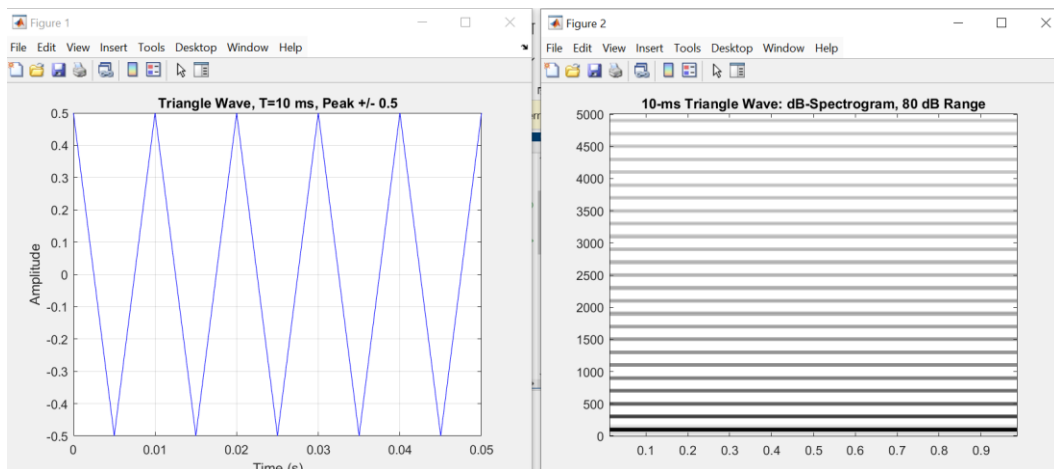 Figure 1
File Edit View Insert Tools Desktop Window Help
Triangle Wave, T=10 ms, Peak +/- 0.5
0.5
0.4
0.3
0.2
0.1
0
-0.1
-0.2
-0.3
-0.4
-0.5
Amplitude
0 0.01 0.02 0.03 0.04 0.05
Time (s)
Figure 2
File Edit View Insert Tools Desktop Window Help
10-ms Triangle Wave: dB-Spectrogram, 80 dB Range
5000
4500
4000
3500
3000
2500
2000
1500
1000
500
0
0.1 0.2 0.3 0.4 0.5 0.6 0.7 0.8 0.9